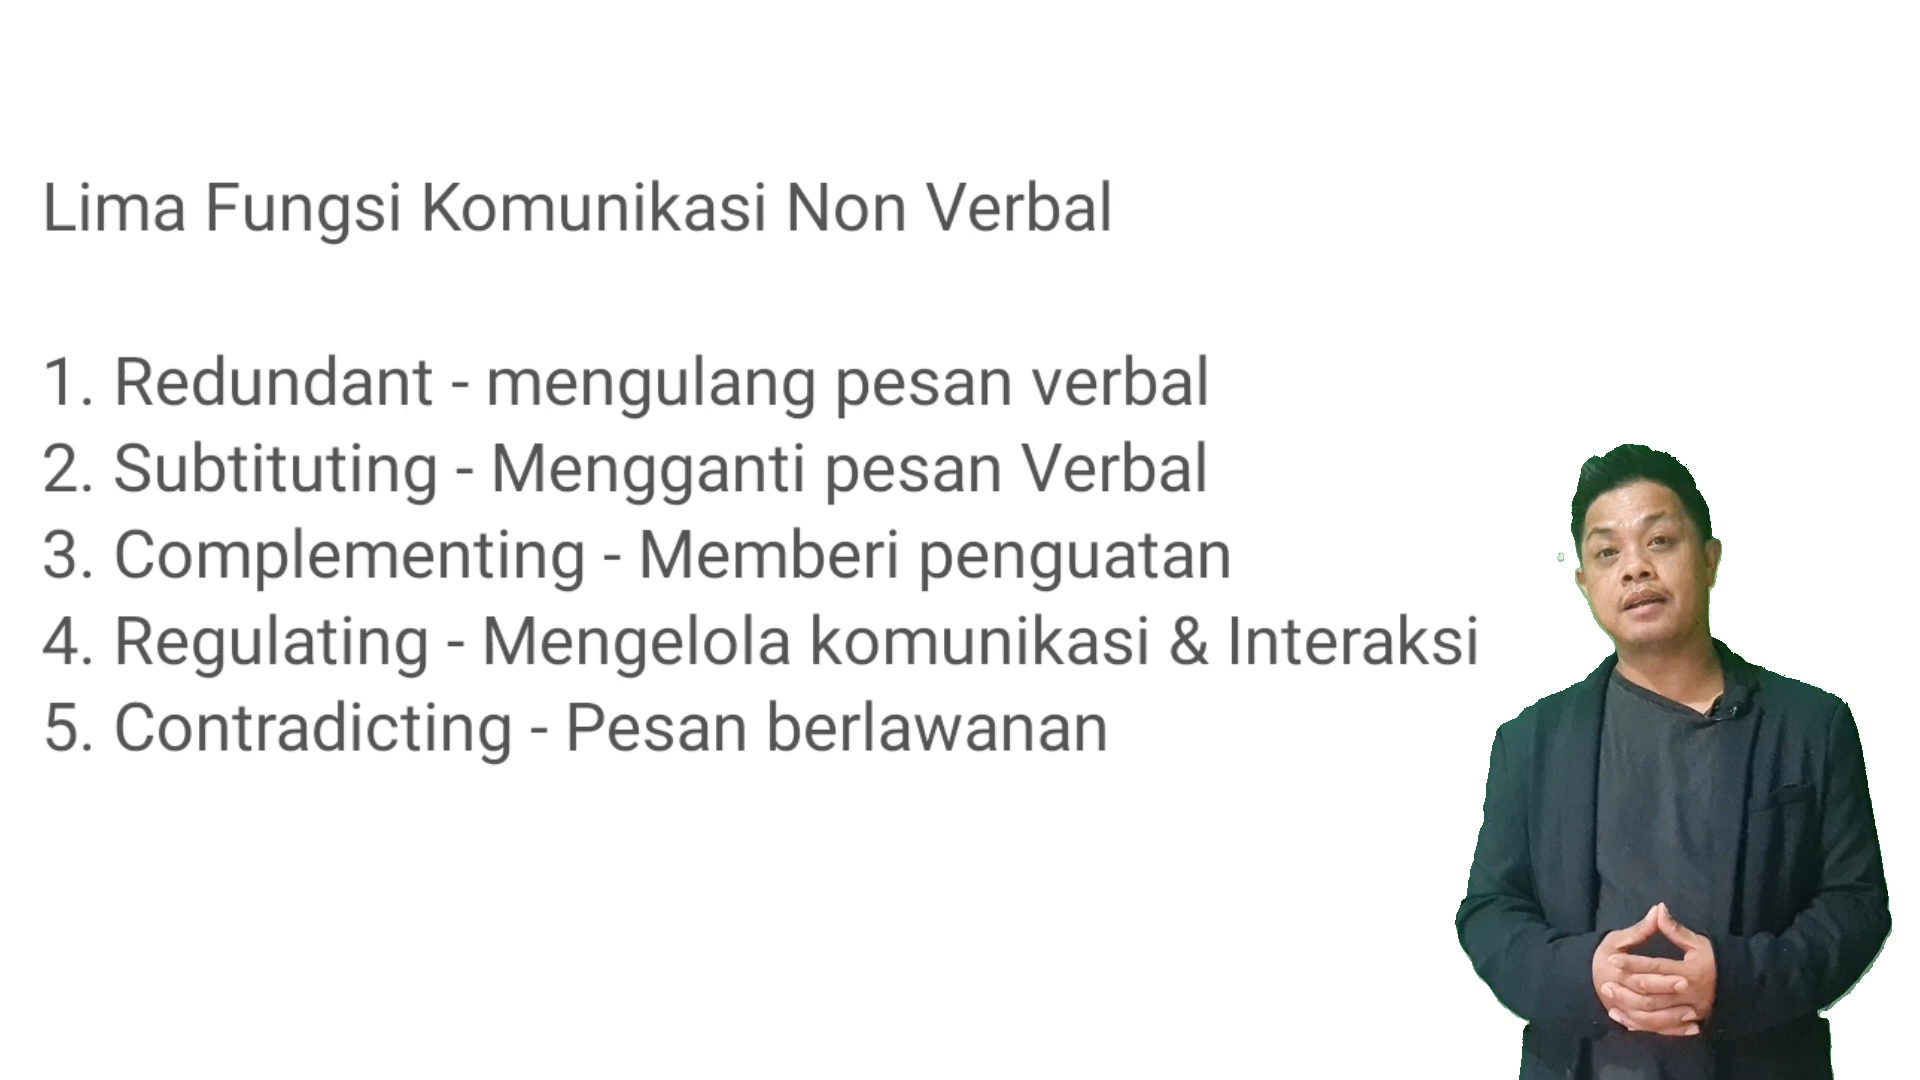 Lima Fungsi Komunikasi Non Verbal
1. Redundant - mengulang pesan verbal
2. Subtituting - Mengganti pesan Verbal
3. Complementing - Memberi penguatan
4. Regulating - Mengelola komunikasi & Interaksi
5. Contradicting - Pesan berlawanan